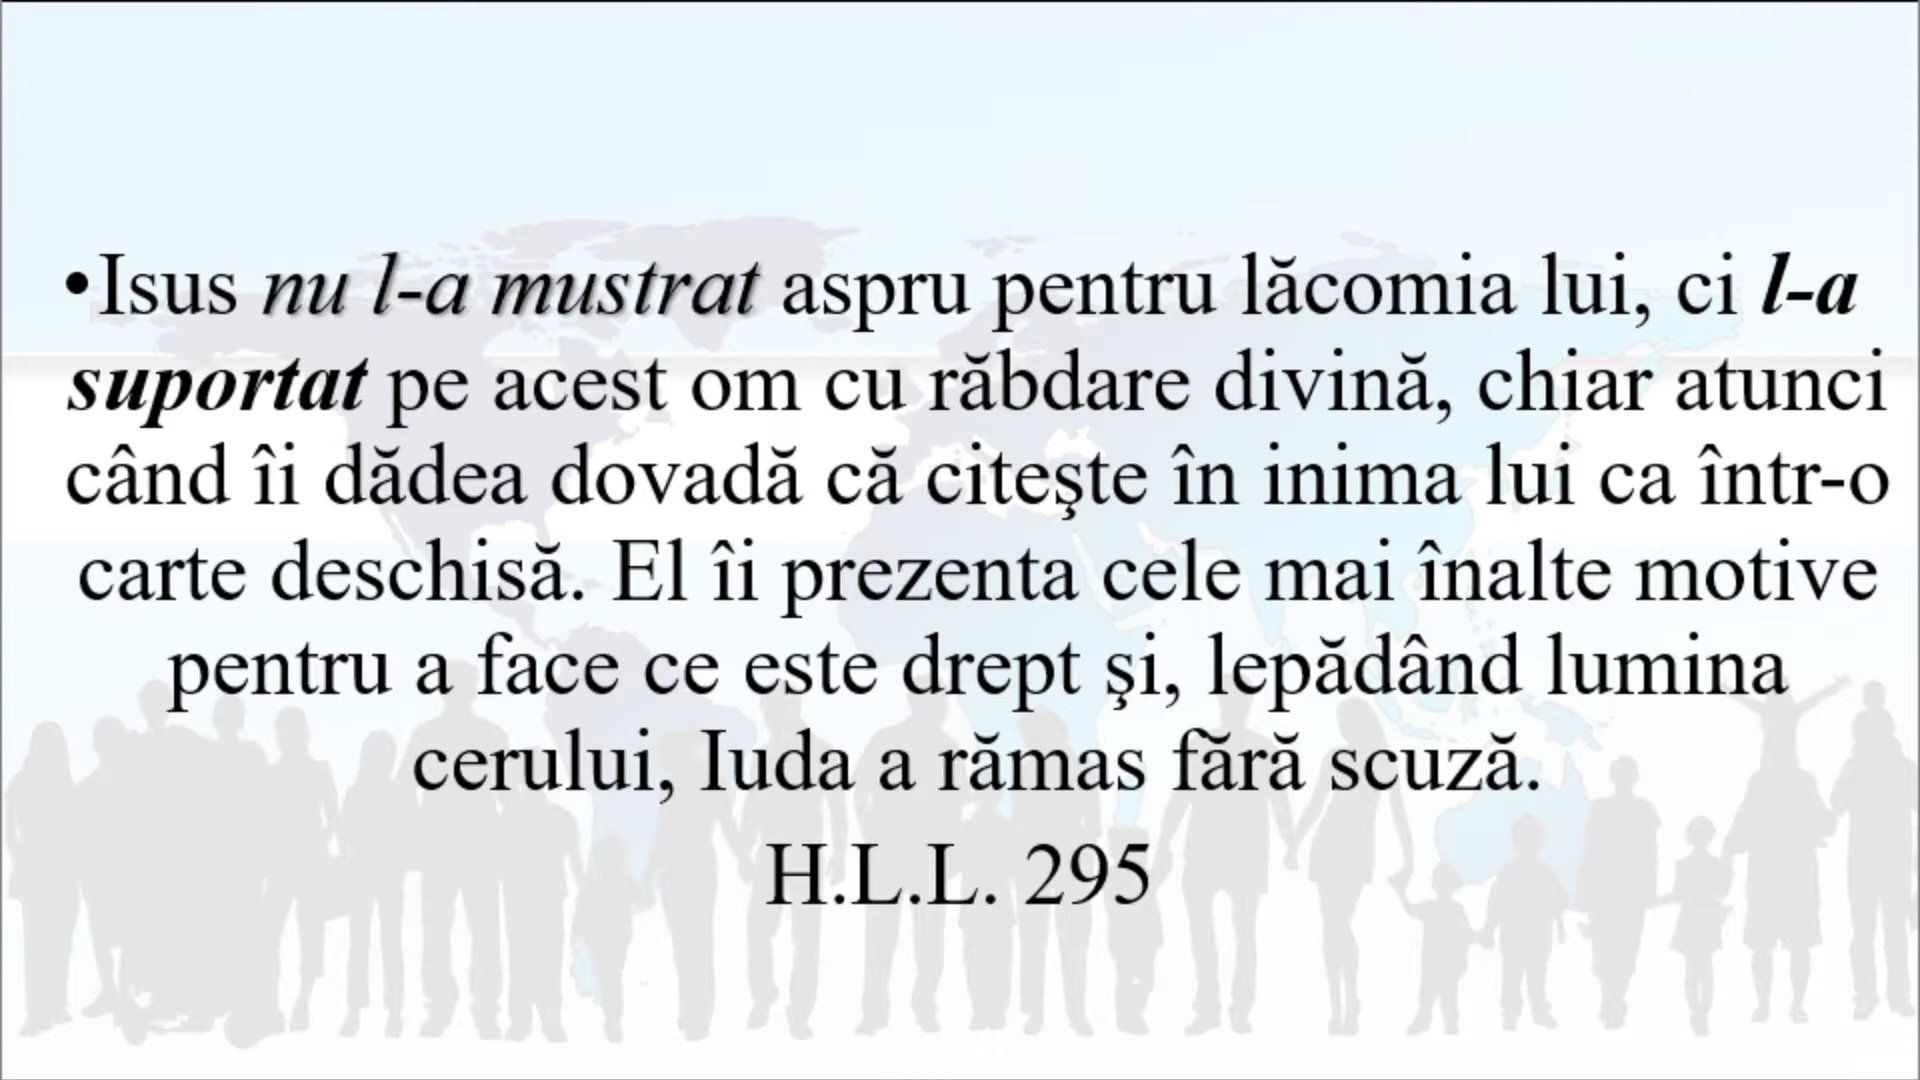 •Isus nu l-a mustrat aspru pentru lăcomia lui, ci l-a
suportat pe acest om cu răbdare divină, chiar atunci
când îi dădea dovadă că citeşte în inima lui ca într-o
carte deschisă. El îi prezenta cele mai înalte motive
pentru a face ce este drept şi, lepădând lumina
cerului, Iuda a rămas fără scuză.
H.L.L. 295